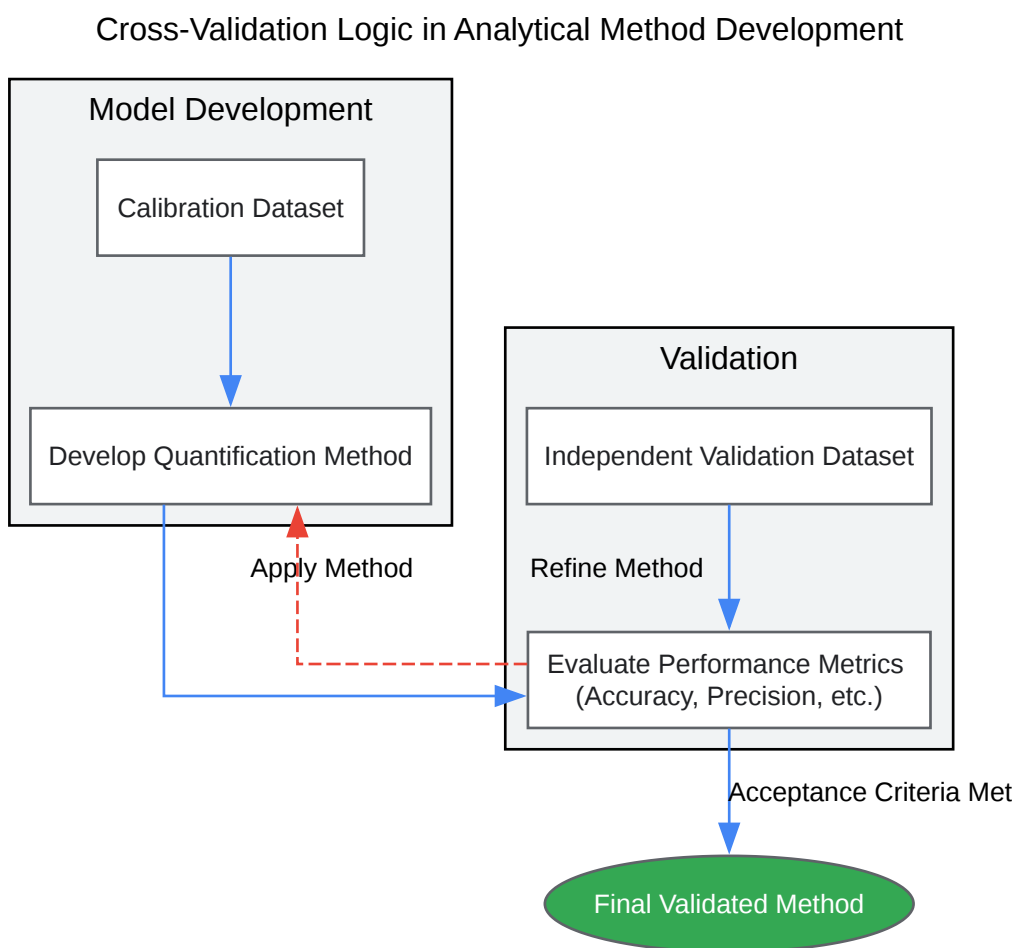 Cross-Validation Logic in Analytical Method Development
Model Development
Calibration Dataset
Develop Quantification Method
Validation
Independent Validation Dataset
Apply Method
Refine Method
Evaluate Performance Metrics
(Accuracy, Precision, etc.)
Acceptance Criteria Met
Final Validated Method